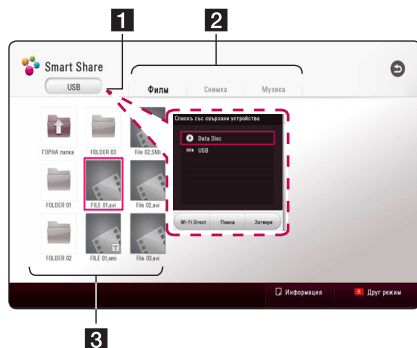 1
2
Smart Share
USB
Филм
Снимка
Музика
Списък със свързани устройства
Data Disc
USB
Wi-Fi Direct
Помощ
Затваря
ГОРНА папка
FOLDER 03
File 02.SMI
FOLDER 01
FILE 01.avi
File 02.avi
FOLDER 02
FILE 01.smi
File 03.avi
Информация
R Друг режим
3